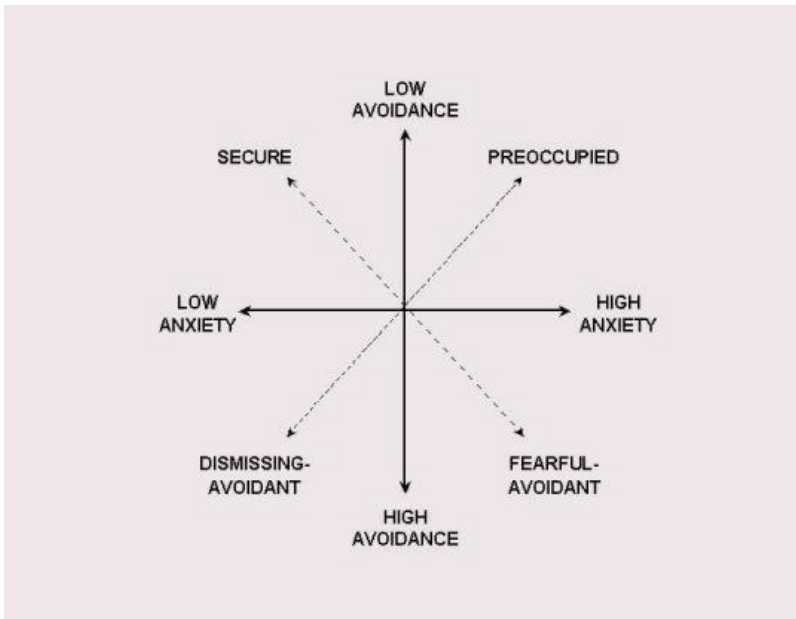 LOW
AVOIDANCE
SECURE
PREOCCUPIED
LOW
ANXIETY
HIGH
ANXIETY
DISMISSING-
AVOIDANT
FEARFUL-
AVOIDANT
HIGH
AVOIDANCE